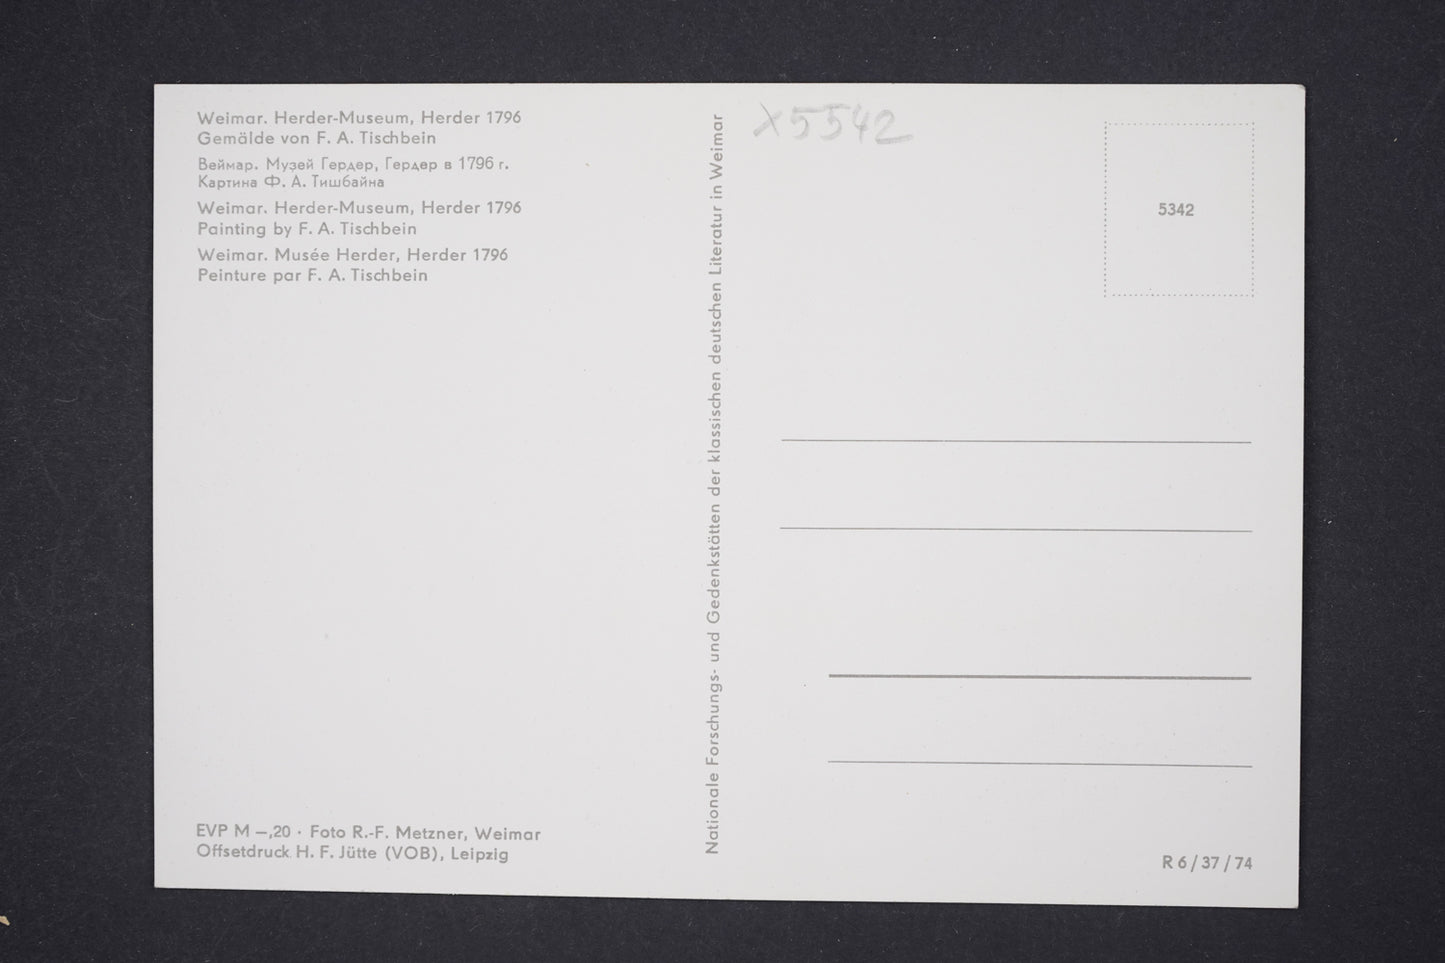 Weimar. Herder-Museum, Herder 1796
Gemälde von F. A. Tischbein
Веймар. Музей Гердер, Гердер в 1796 г.
Картина Ф. А. Тишбайна
Weimar. Herder-Museum, Herder 1796
Painting by F. A. Tischbein
Weimar. Musée Herder, Herder 1796
Peinture par F. A. Tischbein
EVP M –,20 · Foto R.-F. Metzner, Weimar
Offsetdruck H. F. Jütte (VOB), Leipzig
Nationale Forschungs- und Gedenkstätten der klassischen deutschen Literatur in Weimar
X5542
5342
R 6 / 37 / 74